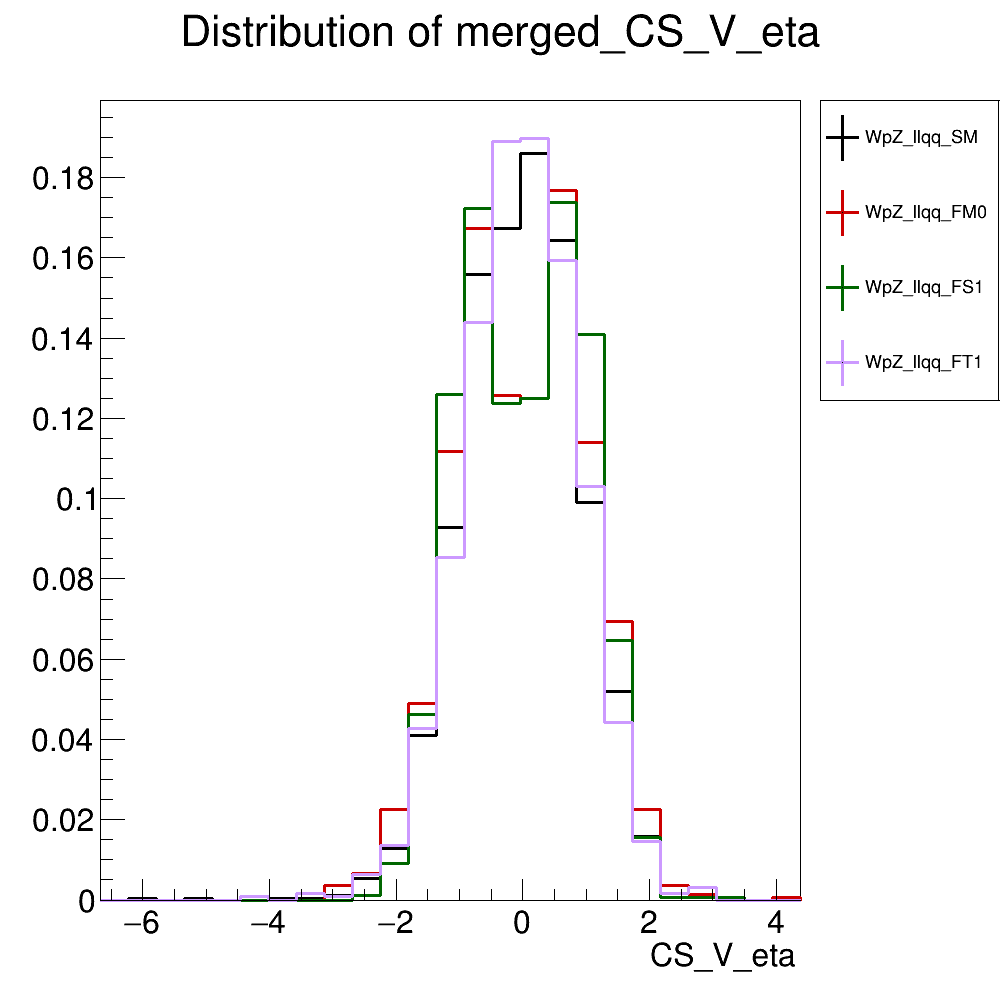 Distribution of merged_CS_V_eta
WpZ_llqq_SM
WpZ_llqq_FM0
WpZ_llqq_FS1
WpZ_llqq_FT1
0.18
0.16
0.14
0.12
0.1
0.08
0.06
0.04
0.02
0
−6 −4 −2 0 2 4
CS_V_eta